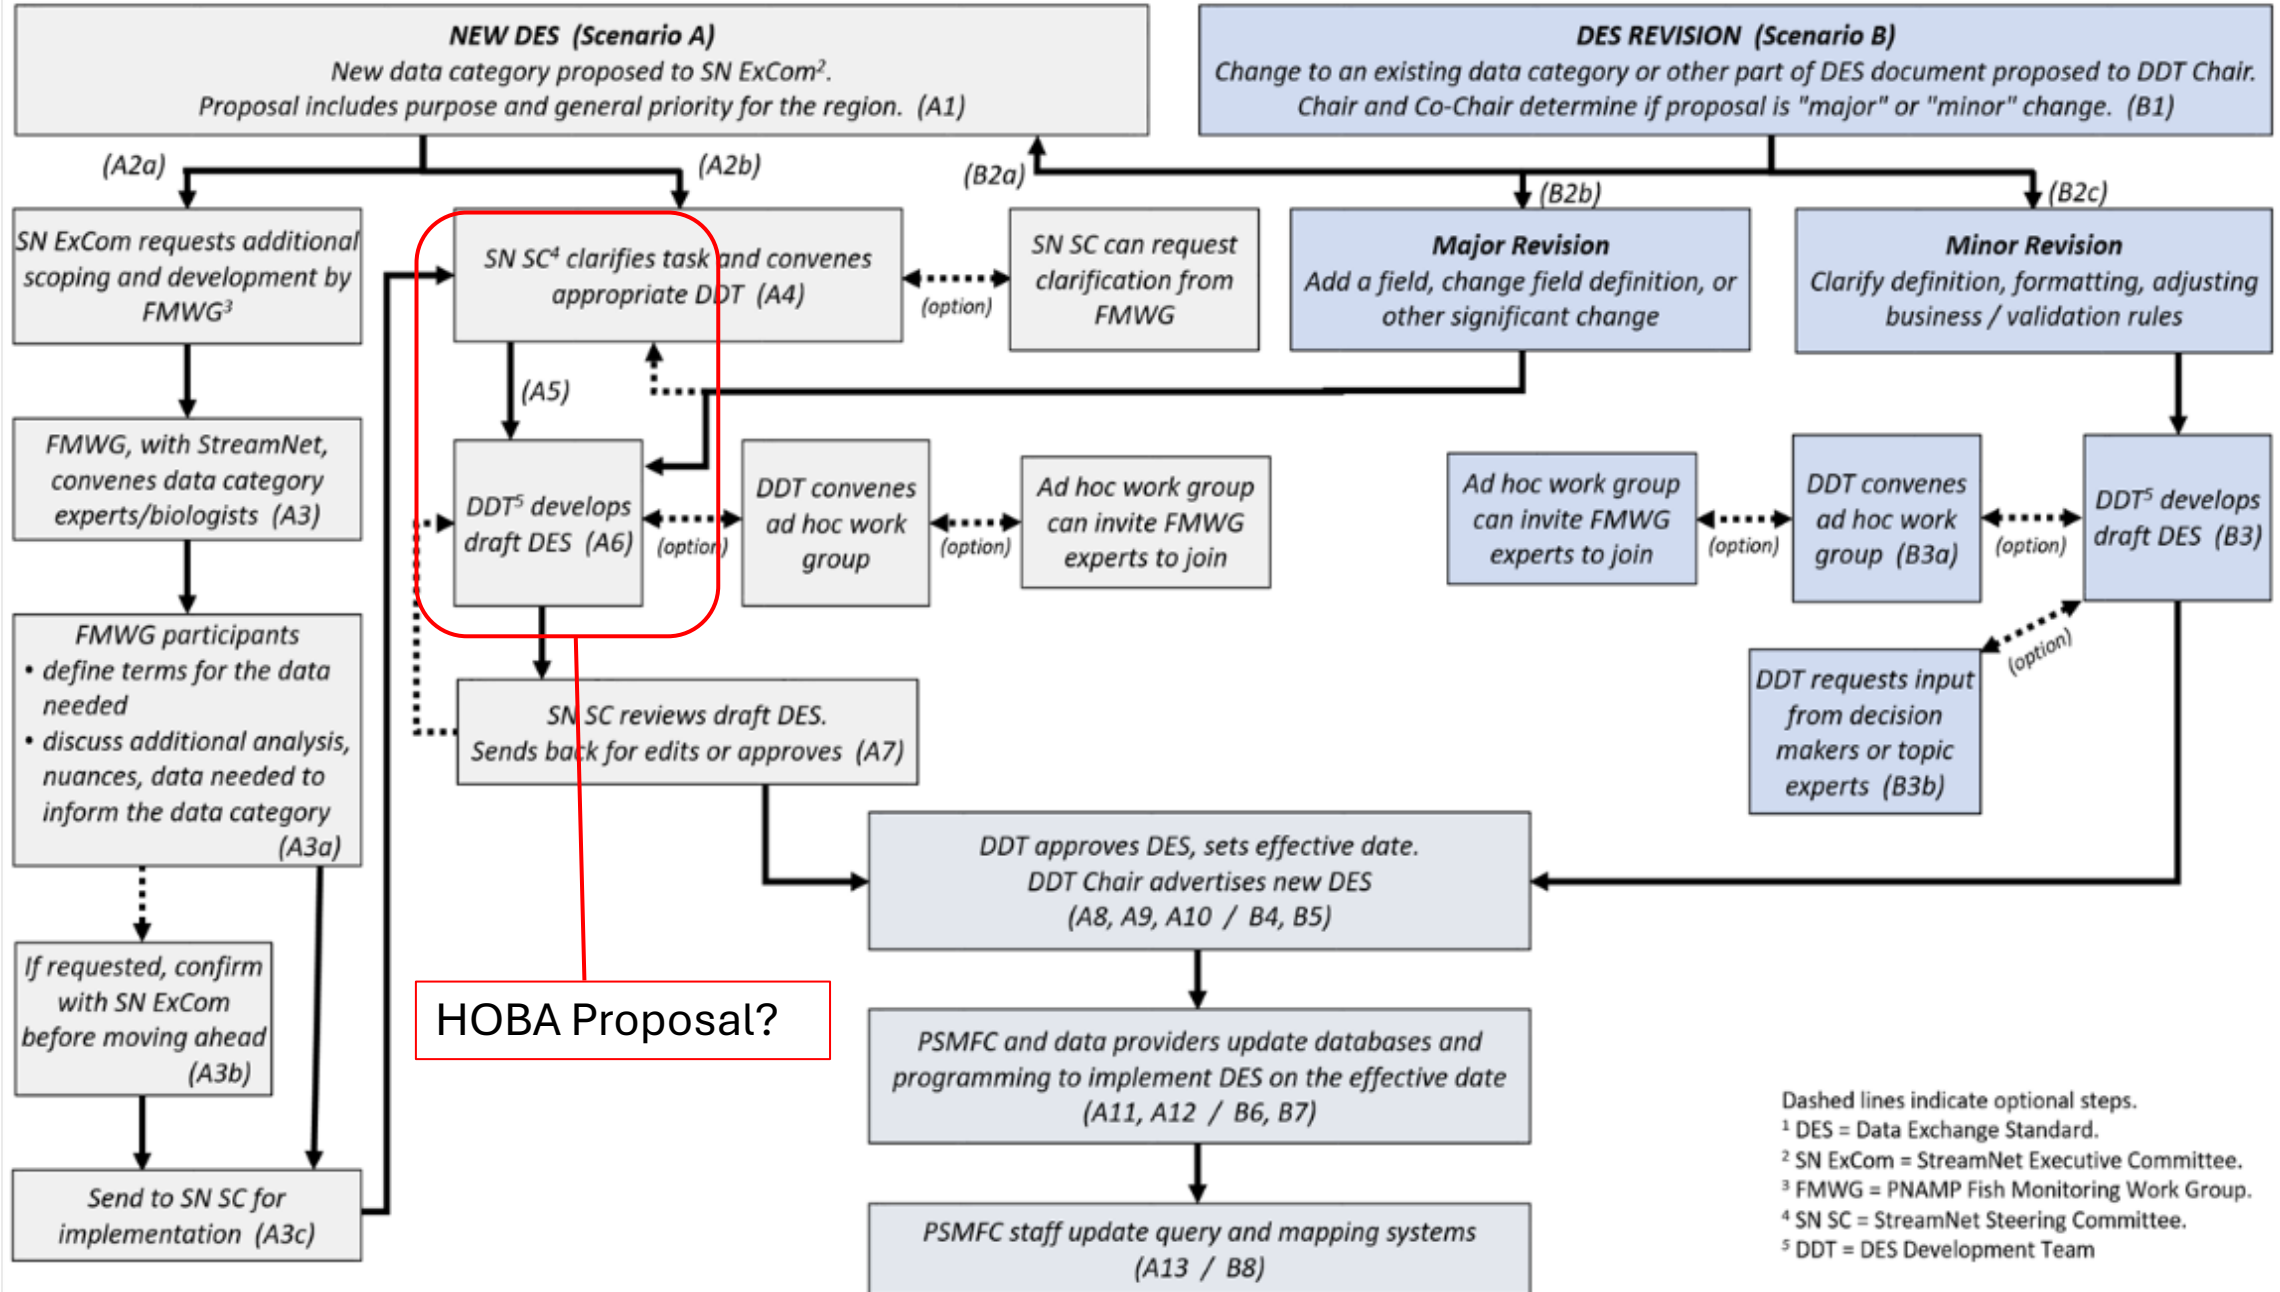 NEW DES (Scenario A)
New data category proposed to SN ExCom².
Proposal includes purpose and general priority for the region. (A1)
DES REVISION (Scenario B)
Change to an existing data category or other part of DES document proposed to DDT Chair.
Chair and Co-Chair determine if proposal is "major" or "minor" change. (B1)
(A2a)
(A2b)
(B2a)
(B2b)
(B2c)
SN ExCom requests additional
scoping and development by
FMWG³
SN SC⁴ clarifies task and convenes
appropriate DDT (A4)
(option)
SN SC can request
clarification from
FMWG
Major Revision
Add a field, change field definition, or
other significant change
Minor Revision
Clarify definition, formatting, adjusting
business / validation rules
(A5)
FMWG, with StreamNet,
convenes data category
experts/biologists (A3)
DDT⁵ develops
draft DES (A6)
(option)
DDT convenes
ad hoc work
group
(option)
Ad hoc work group
can invite FMWG
experts to join
Ad hoc work group
can invite FMWG
experts to join
(option)
DDT convenes
ad hoc work
group (B3a)
(option)
DDT⁵ develops
draft DES (B3)
FMWG participants
• define terms for the data
needed
• discuss additional analysis,
nuances, data needed to
inform the data category
(A3a)
SN SC reviews draft DES.
Sends back for edits or approves (A7)
(option)
DDT requests input
from decision
makers or topic
experts (B3b)
DDT approves DES, sets effective date.
DDT Chair advertises new DES
(A8, A9, A10 / B4, B5)
If requested, confirm
with SN ExCom
before moving ahead
(A3b)
HOBA Proposal?
PSMFC and data providers update databases and
programming to implement DES on the effective date
(A11, A12 / B6, B7)
Send to SN SC for
implementation (A3c)
PSMFC staff update query and mapping systems
(A13 / B8)
Dashed lines indicate optional steps.
¹ DES = Data Exchange Standard.
² SN ExCom = StreamNet Executive Committee.
³ FMWG = PNAMP Fish Monitoring Work Group.
⁴ SN SC = StreamNet Steering Committee.
⁵ DDT = DES Development Team